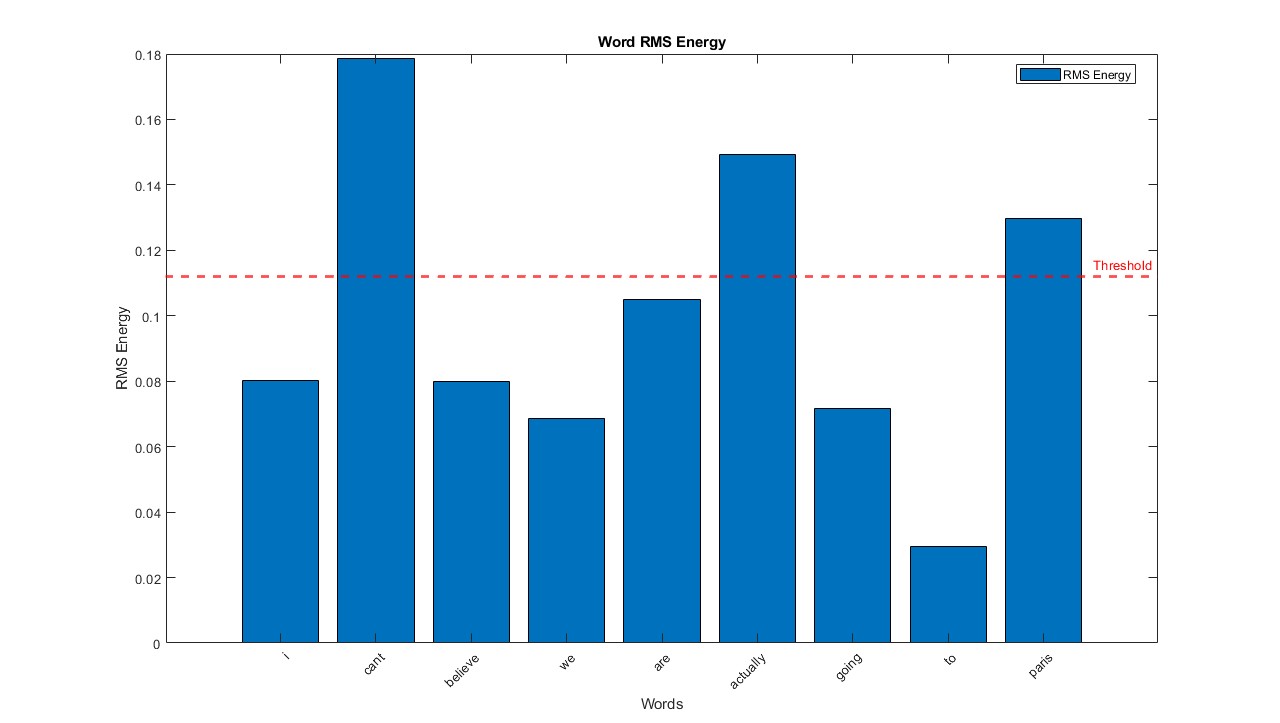 Word RMS Energy
RMS Energy
Threshold
0.18
0.16
0.14
0.12
0.1
0.08
0.06
0.04
0.02
0
RMS Energy
i
cant
believe
we
are
actually
going
to
paris
Words